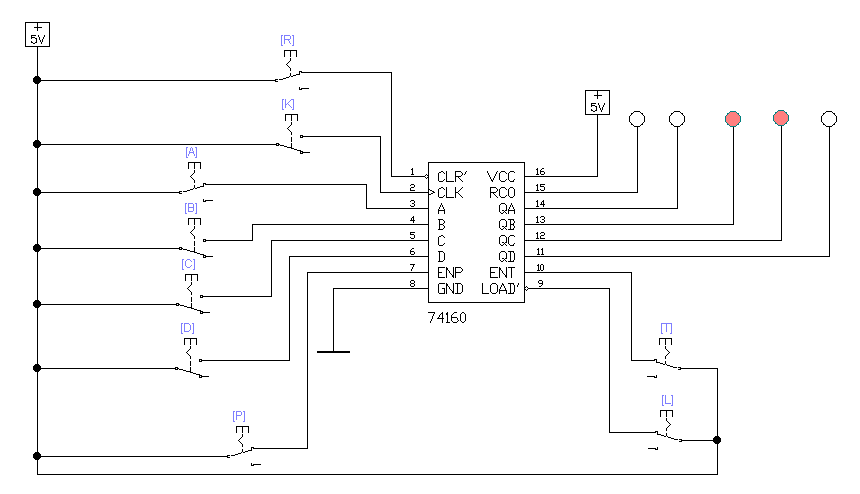 +
5V
[R]
[K]
+
5V
[A]
[B]
[C]
[D]
[P]
1 CLR' VCC 16
2 CLK RCO 15
3 A QA 14
4 B QB 13
5 C QC 12
6 D QD 11
7 ENP ENT 10
8 GND LOAD' 9
74160
[T]
[L]